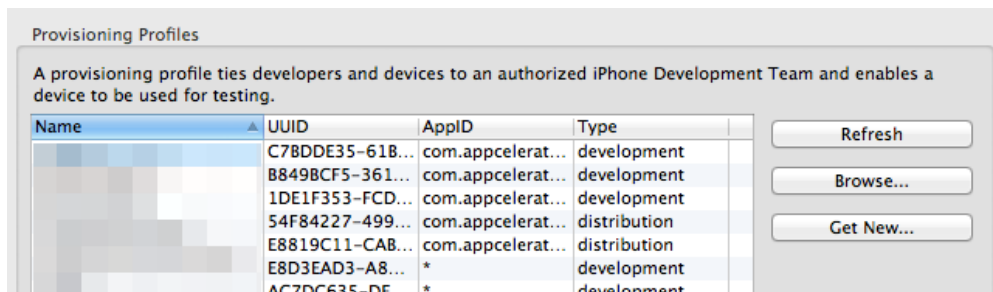 Provisioning Profiles
A provisioning profile ties developers and devices to an authorized iPhone Development Team and enables a
device to be used for testing.
Name UUID AppID Type
C7BDDE35-61B... com.appcelerat... development
B849BCF5-361... com.appcelerat... development
1DE1F353-FCD... com.appcelerat... development
54F84227-499... com.appcelerat... distribution
E8819C11-CAB... com.appcelerat... distribution
E8D3EAD3-A8... * development
AC7DC635-DF... * development
Refresh
Browse...
Get New...